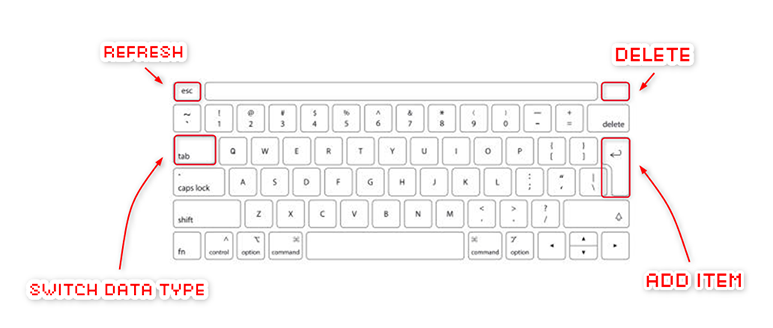 REFRESH
DELETE
esc
~ ! @ # $ % ^ & * ( ) — +
` 1 2 3 4 5 6 7 8 9 0 – = delete
tab Q W E R T Y U I O P { [ } ]
caps lock A S D F G H J K L : ; “ ‘ | \
shift Z X C V B N M < , > . ? /
fn control option command command option
SWITCH DATA TYPE
ADD ITEM